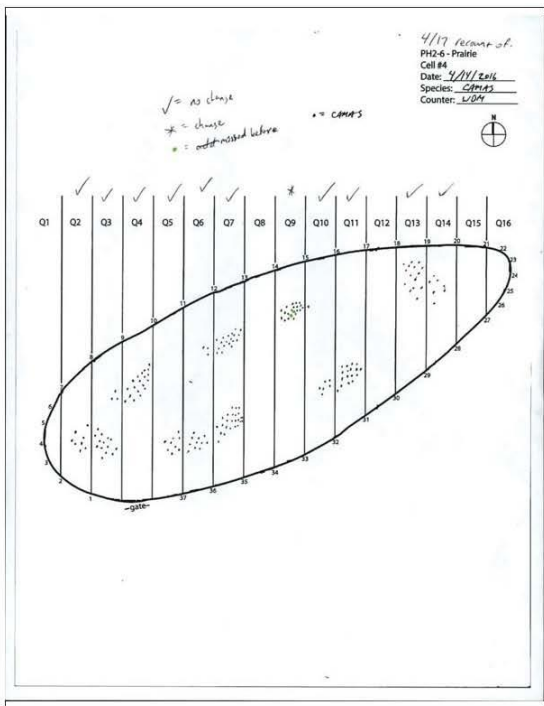 4/17 recount of:
PH2-6 - Prairie
Cell #4
Date: 4/14/2016
Species: CAMAS
Counter: WDM
N
✓ = no change
* = change
• = missed before
• = CAMAS
✓ ✓ ✓ ✓ ✓ ✓ * ✓ ✓ ✓ ✓
Q1 Q2 Q3 Q4 Q5 Q6 Q7 Q8 Q9 Q10 Q11 Q12 Q13 Q14 Q15 Q16
1
2
3
4
5
6
7
8
9
10
11
12
13
14
15
16
17
18
19
20
21
22
23
24
25
26
27
28
29
30
31
32
33
34
35
36
37
-gate-